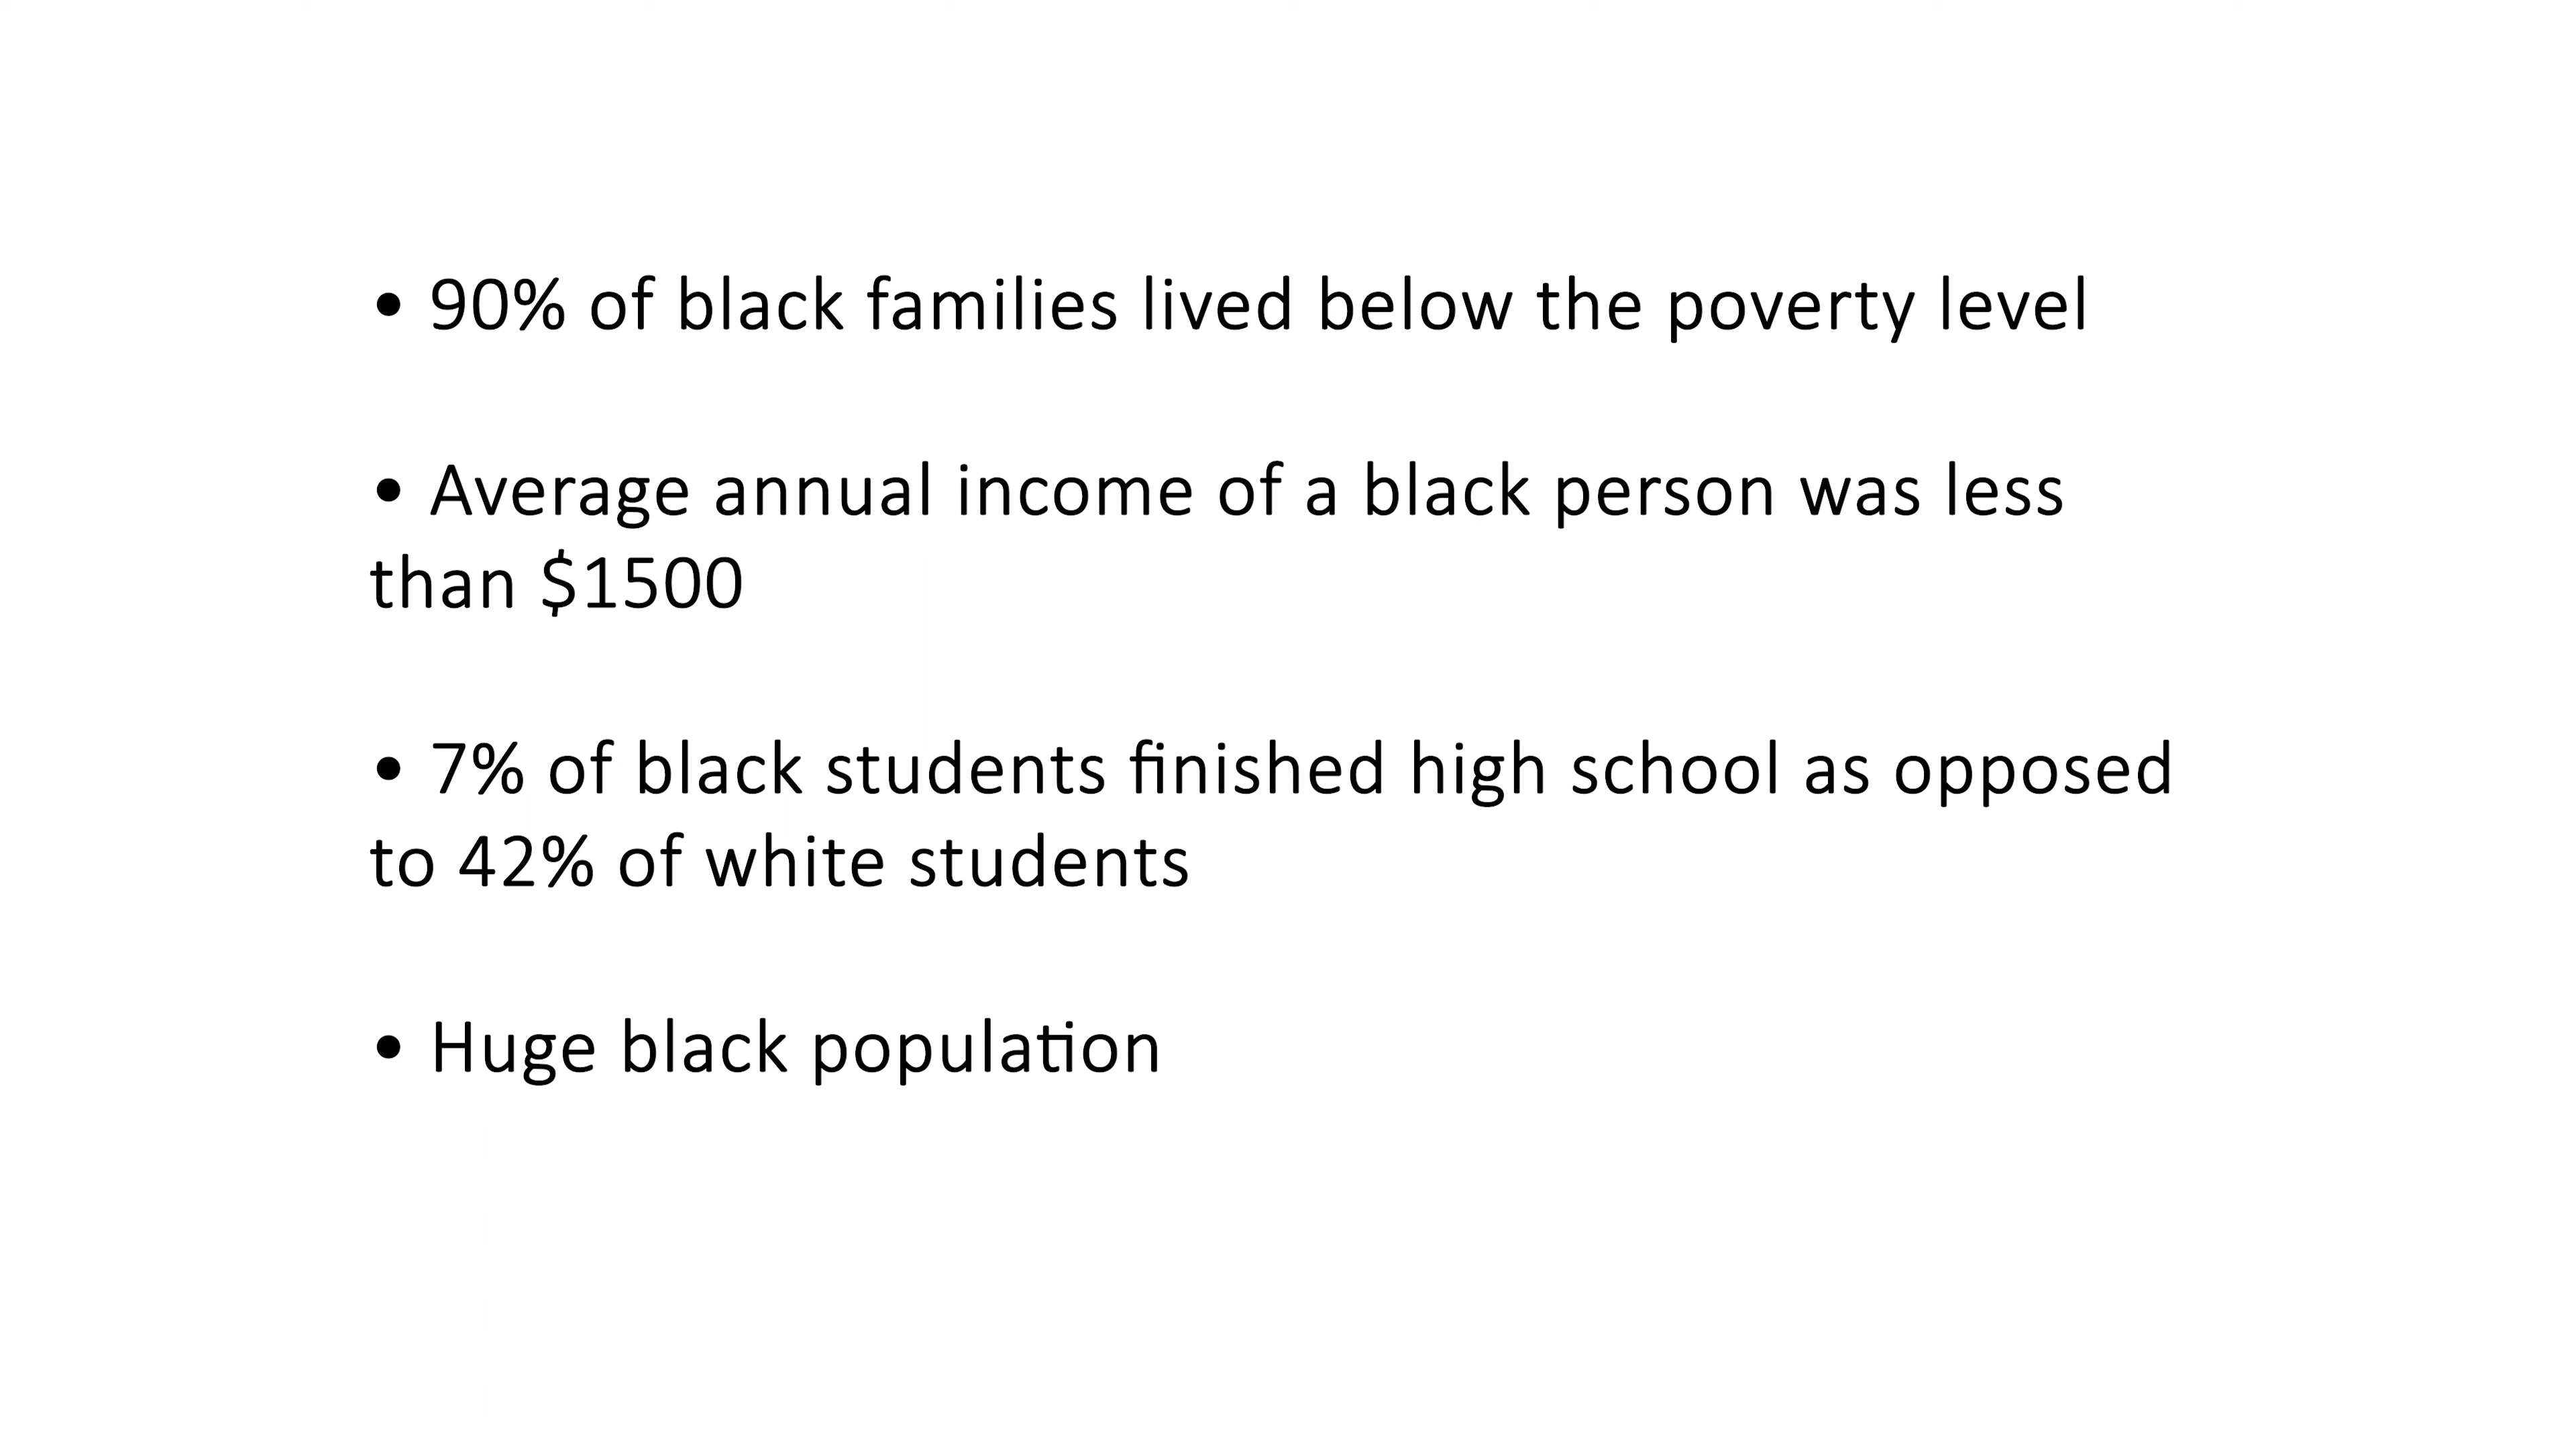 • 90% of black families lived below the poverty level
• Average annual income of a black person was less
than $1500
• 7% of black students finished high school as opposed
to 42% of white students
• Huge black population